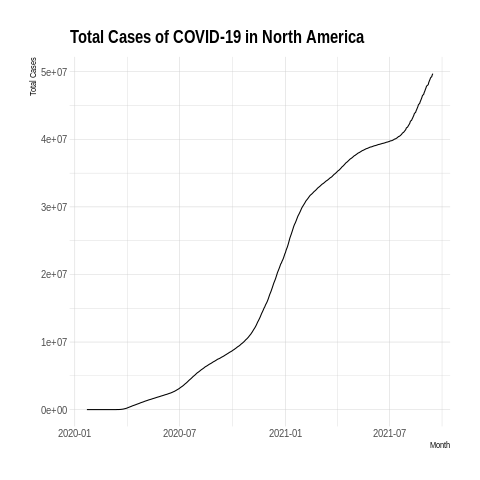 Total Cases of COVID-19 in North America
Total Cases
5e+07
4e+07
3e+07
2e+07
1e+07
0e+00
2020-01 2020-07 2021-01 2021-07
Month